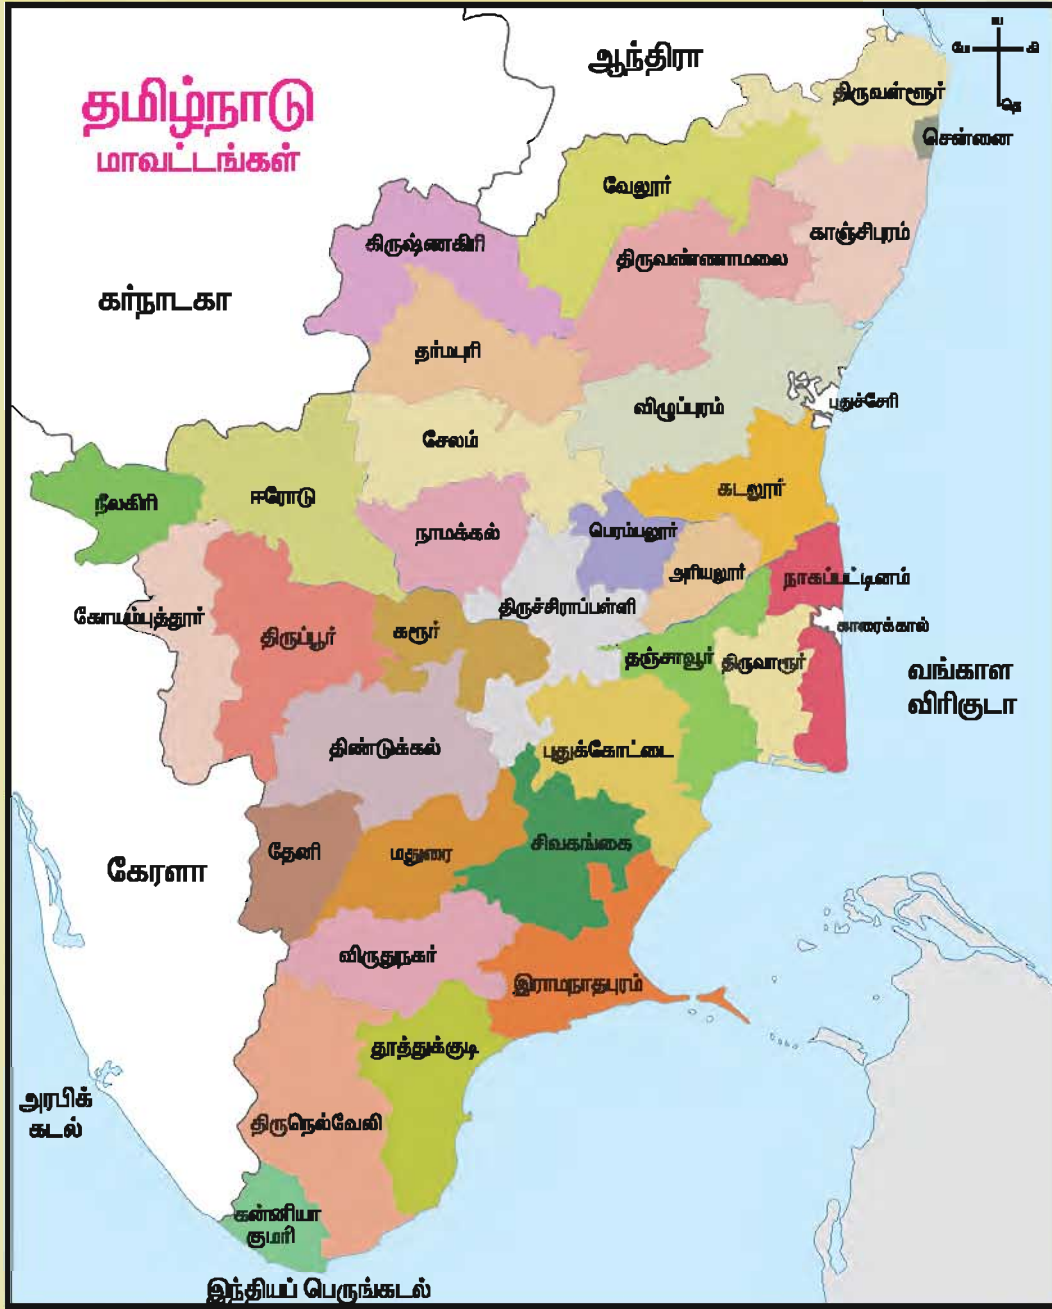 தமிழ்நாடு
மாவட்டங்கள்
ஆந்திரா
வ
மே
கி
தெ
திருவள்ளூர்
சென்னை
வேலூர்
காஞ்சிபுரம்
கிருஷ்ணகிரி
திருவண்ணாமலை
கர்நாடகா
தர்மபுரி
விழுப்புரம்
புதுச்சேரி
சேலம்
கடலூர்
நீலகிரி
ஈரோடு
நாமக்கல்
பெரம்பலூர்
அரியலூர்
நாகப்பட்டினம்
கோயம்புத்தூர்
திருச்சிராப்பள்ளி
காரைக்கால்
திருப்பூர்
கரூர்
தஞ்சாவூர்
திருவாரூர்
வங்காள
விரிகுடா
திண்டுக்கல்
புதுக்கோட்டை
சிவகங்கை
தேனி
மதுரை
கேரளா
விருதுநகர்
இராமநாதபுரம்
தூத்துக்குடி
அரபிக்
கடல்
திருநெல்வேலி
கன்னியா
குமரி
இந்தியப் பெருங்கடல்